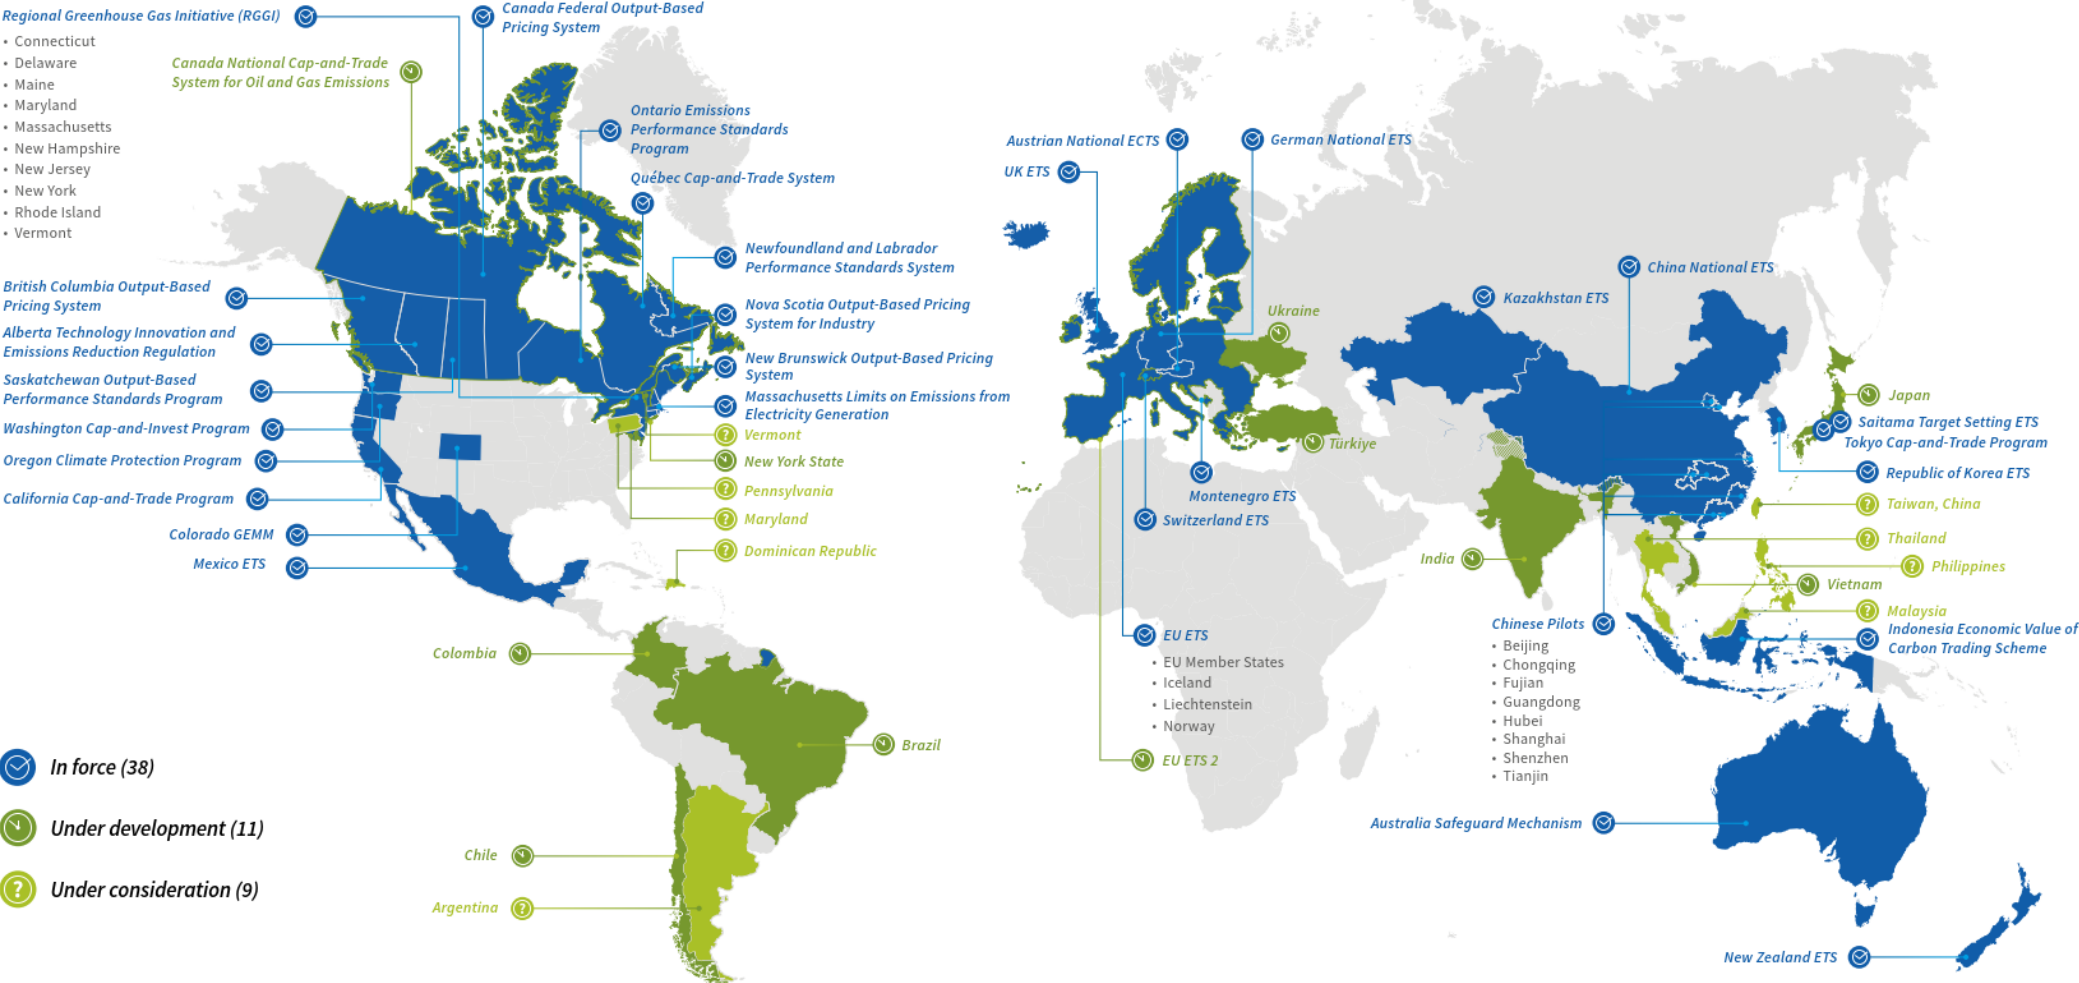 Regional Greenhouse Gas Initiative (RGGI)
• Connecticut
• Delaware
• Maine
• Maryland
• Massachusetts
• New Hampshire
• New Jersey
• New York
• Rhode Island
• Vermont
Canada Federal Output-Based
Pricing System
Canada National Cap-and-Trade
System for Oil and Gas Emissions
Ontario Emissions
Performance Standards
Program
Québec Cap-and-Trade System
Newfoundland and Labrador
Performance Standards System
Nova Scotia Output-Based Pricing
System for Industry
New Brunswick Output-Based Pricing
System
Massachusetts Limits on Emissions from
Electricity Generation
Vermont
New York State
Pennsylvania
Maryland
Dominican Republic
British Columbia Output-Based
Pricing System
Alberta Technology Innovation and
Emissions Reduction Regulation
Saskatchewan Output-Based
Performance Standards Program
Washington Cap-and-Invest Program
Oregon Climate Protection Program
California Cap-and-Trade Program
Colorado GEMM
Mexico ETS
Colombia
Brazil
Chile
Argentina
In force (38)
Under development (11)
Under consideration (9)
Austrian National ECTS
German National ETS
UK ETS
Ukraine
Türkiye
Montenegro ETS
Switzerland ETS
EU ETS
• EU Member States
• Iceland
• Liechtenstein
• Norway
EU ETS 2
China National ETS
Kazakhstan ETS
Japan
Saitama Target Setting ETS
Tokyo Cap-and-Trade Program
Republic of Korea ETS
Taiwan, China
Thailand
Philippines
Vietnam
Malaysia
Indonesia Economic Value of
Carbon Trading Scheme
India
Chinese Pilots
• Beijing
• Chongqing
• Fujian
• Guangdong
• Hubei
• Shanghai
• Shenzhen
• Tianjin
Australia Safeguard Mechanism
New Zealand ETS